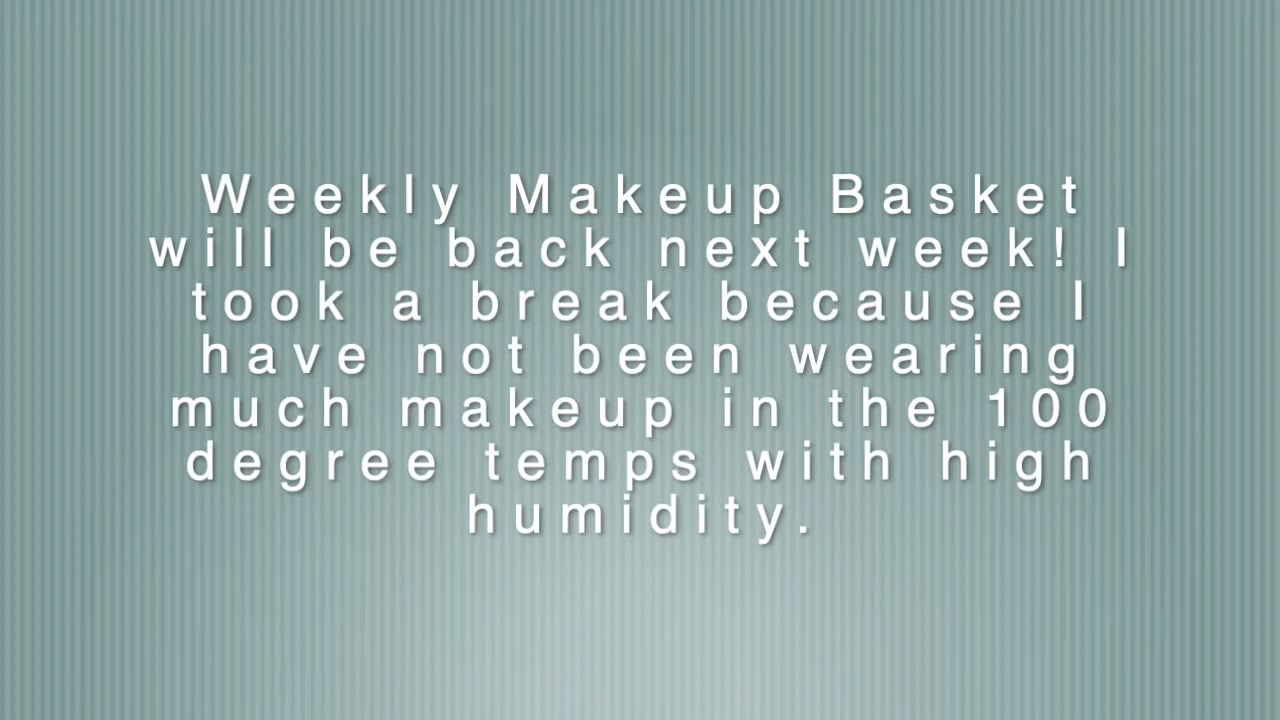 Weekly Makeup Basket
will be back next week! I
took a break because I
have not been wearing
much makeup in the 100
degree temps with high
humidity.